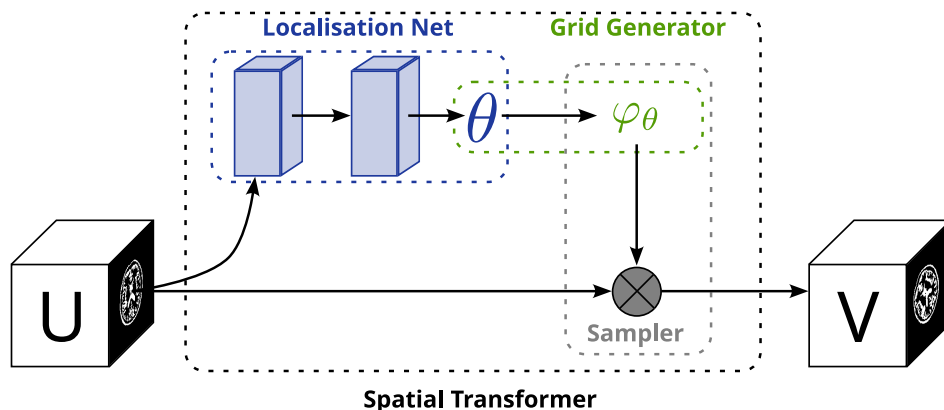 Localisation Net
Grid Generator
θ
φθ
U
V
Sampler
Spatial Transformer